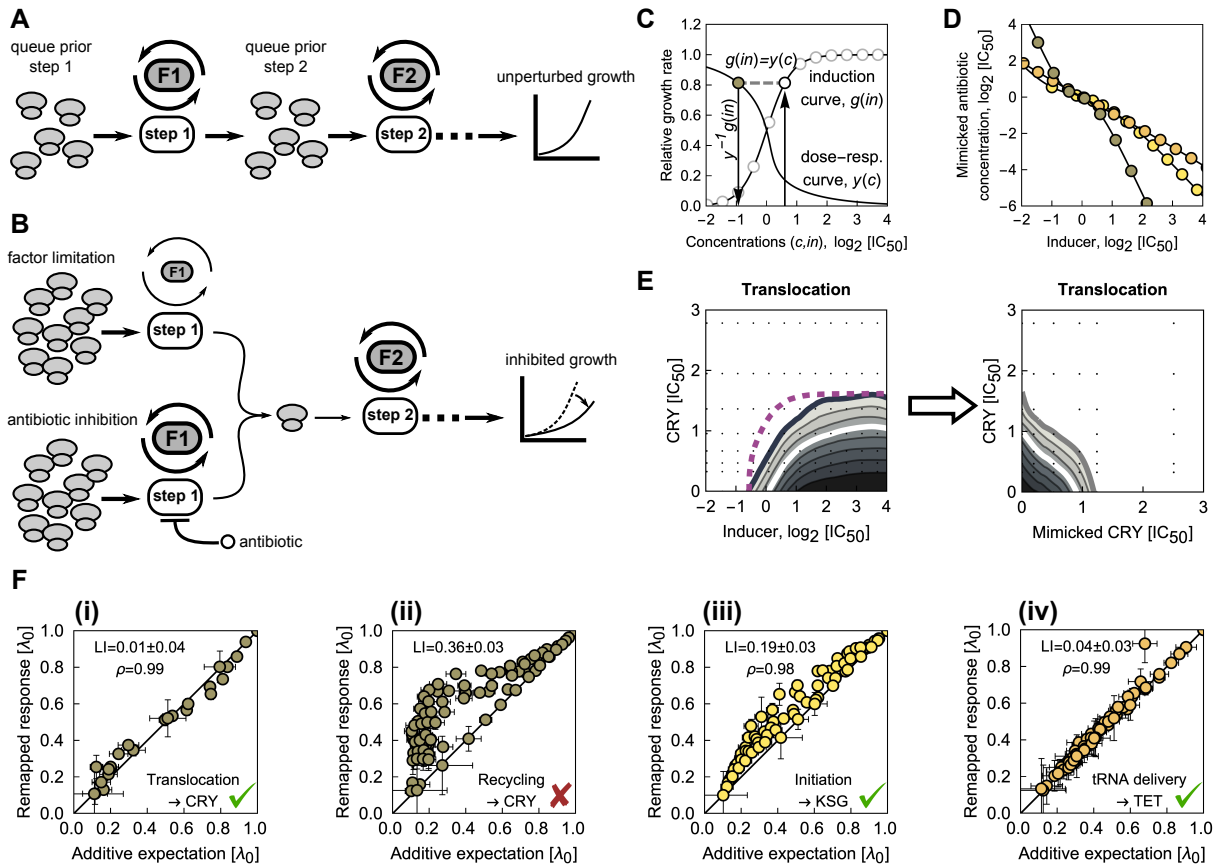 A
queue prior
step 1
F1
step 1
queue prior
step 2
F2
step 2
unperturbed growth
B
factor limitation
F1
step 1
antibiotic inhibition
F1
step 1
antibiotic
F2
step 2
inhibited growth
C
Relative growth rate
1.2
1.0
0.8
0.6
0.4
0.2
0.0
g(in)=y(c)
induction
curve, g(in)
y⁻¹g(in)
dose–resp.
curve, y(c)
-2 -1 0 1 2 3 4
Concentrations (c,in), log2 [IC50]
D
Mimicked antibiotic
concentration, log2 [IC50]
4
2
0
-2
-4
-6
-2 -1 0 1 2 3 4
Inducer, log2 [IC50]
E
Translocation
CRY [IC50]
3
2
1
0
-2 -1 0 1 2 3 4
Inducer, log2 [IC50]
Translocation
CRY [IC50]
3
2
1
0
0 1 2 3
Mimicked CRY [IC50]
F
(i)
Remapped response [λ0]
1.0
0.8
0.6
0.4
0.2
0.0
LI=0.01±0.04
ρ=0.99
Translocation
→ CRY
0.0 0.2 0.4 0.6 0.8 1.0
Additive expectation [λ0]
(ii)
Remapped response [λ0]
1.0
0.8
0.6
0.4
0.2
0.0
LI=0.36±0.03
Recycling
→ CRY
0.0 0.2 0.4 0.6 0.8 1.0
Additive expectation [λ0]
(iii)
Remapped response [λ0]
1.0
0.8
0.6
0.4
0.2
0.0
LI=0.19±0.03
ρ=0.98
Initiation
→ KSG
0.0 0.2 0.4 0.6 0.8 1.0
Additive expectation [λ0]
(iv)
Remapped response [λ0]
1.0
0.8
0.6
0.4
0.2
0.0
LI=0.04±0.03
ρ=0.99
tRNA delivery
→ TET
0.0 0.2 0.4 0.6 0.8 1.0
Additive expectation [λ0]